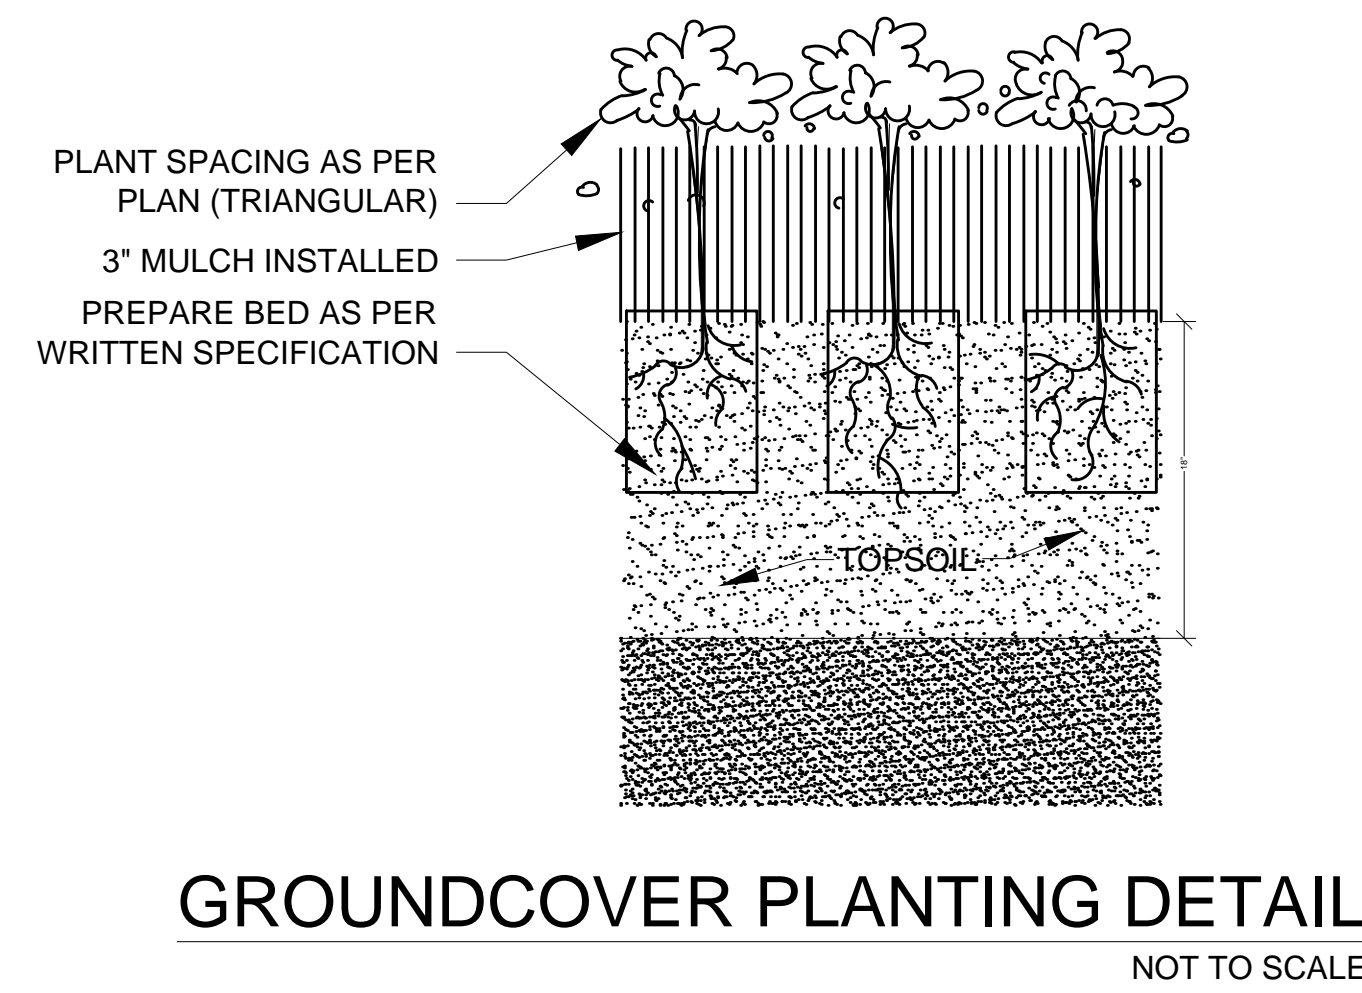 PLANT SPACING AS PER
PLAN (TRIANGULAR)
3" MULCH INSTALLED
PREPARE BED AS PER
WRITTEN SPECIFICATION
18"
TOPSOIL
GROUNDCOVER PLANTING DETAIL
NOT TO SCALE